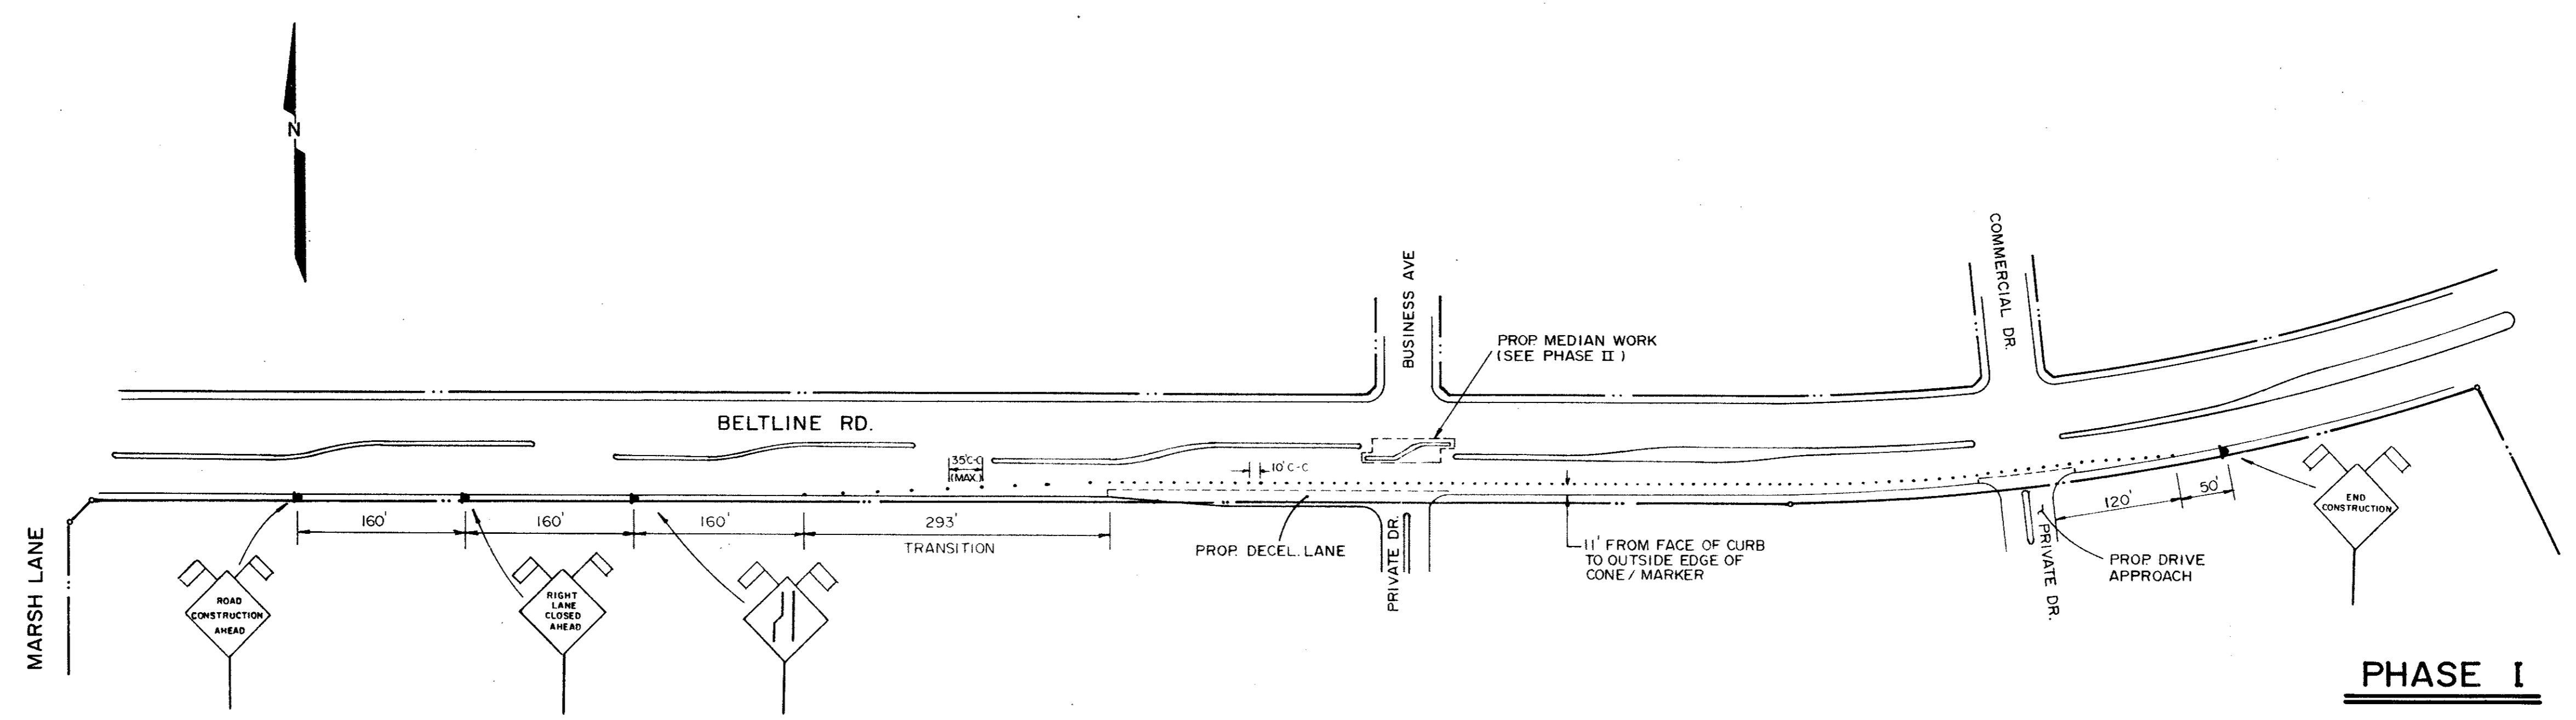 N
COMMERCIAL DR.
BUSINESS AVE
PROP. MEDIAN WORK
(SEE PHASE II)
BELTLINE RD.
35'C-C
(MAX.)
10' C-C
160'
160'
160'
293'
TRANSITION
PROP. DECEL. LANE
PRIVATE DR.
11' FROM FACE OF CURB
TO OUTSIDE EDGE OF
CONE / MARKER
120'
50'
PRIVATE DR.
PROP. DRIVE
APPROACH
END
CONSTRUCTION
MARSH LANE
ROAD
CONSTRUCTION
AHEAD
RIGHT
LANE
CLOSED
AHEAD
PHASE I